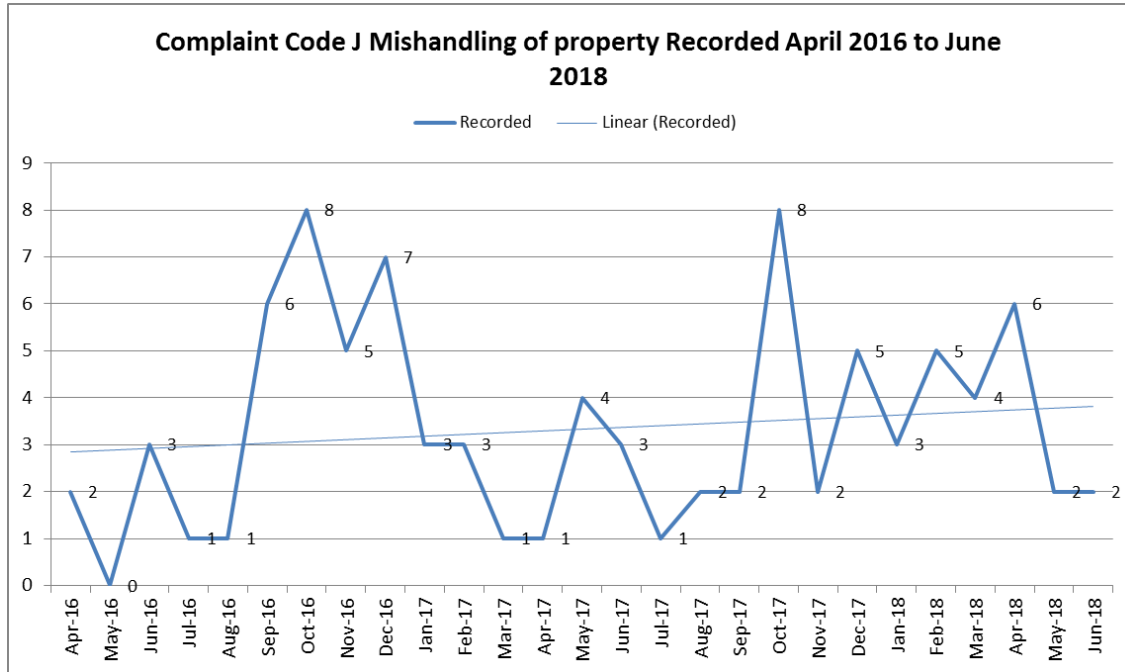 Complaint Code J Mishandling of property Recorded April 2016 to June
2018
Recorded
Linear (Recorded)
9
8
7
6
5
4
3
2
1
0
2
0
3
1
1
6
8
5
7
3
3
1
1
4
3
1
2
2
8
2
5
3
5
4
6
2
2
Apr-16
May-16
Jun-16
Jul-16
Aug-16
Sep-16
Oct-16
Nov-16
Dec-16
Jan-17
Feb-17
Mar-17
Apr-17
May-17
Jun-17
Jul-17
Aug-17
Sep-17
Oct-17
Nov-17
Dec-17
Jan-18
Feb-18
Mar-18
Apr-18
May-18
Jun-18